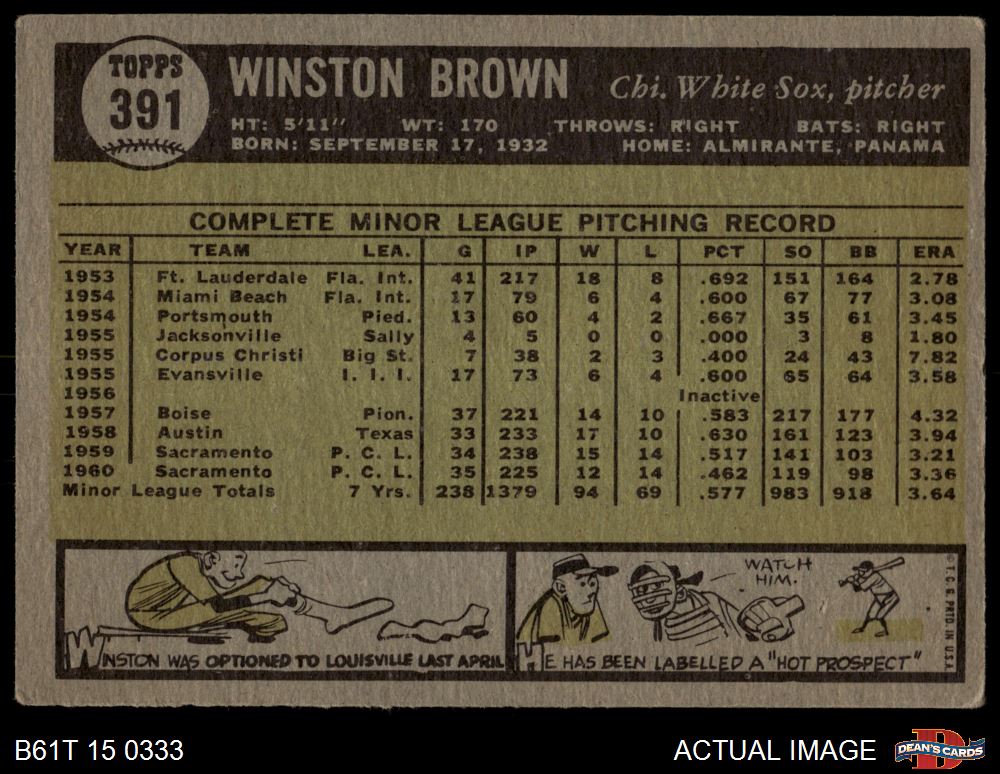 TOPPS
391
WINSTON BROWN Chi. White Sox, pitcher
HT: 5'11" WT: 170 THROWS: RIGHT BATS: RIGHT
BORN: SEPTEMBER 17, 1932 HOME: ALMIRANTE, PANAMA
COMPLETE MINOR LEAGUE PITCHING RECORD
YEAR TEAM LEA. G IP W L PCT SO BB ERA
1953 Ft. Lauderdale Fla. Int. 41 217 18 8 .692 151 164 2.78
1954 Miami Beach Fla. Int. 17 79 6 4 .600 67 77 3.08
1954 Portsmouth Pied. 13 60 4 2 .667 35 61 3.45
1955 Jacksonville Sally 4 5 0 0 .000 3 8 1.80
1955 Corpus Christi Big St. 7 38 2 3 .400 24 43 7.82
1955 Evansville I. I. I. 17 73 6 4 .600 65 64 3.58
1956 Inactive
1957 Boise Pion. 37 221 14 10 .583 217 177 4.32
1958 Austin Texas 33 233 17 10 .630 161 123 3.94
1959 Sacramento P. C. L. 34 238 15 14 .517 141 103 3.21
1960 Sacramento P. C. L. 35 225 12 14 .462 119 98 3.36
Minor League Totals 7 Yrs. 238 1379 94 69 .577 983 918 3.64
WINSTON WAS OPTIONED TO LOUISVILLE LAST APRIL
WATCH
HIM.
HE HAS BEEN LABELLED A "HOT PROSPECT"
© T. C. G. PRTD. IN U.S.A.
B61T 15 0333
ACTUAL IMAGE
D
DEAN'S CARDS